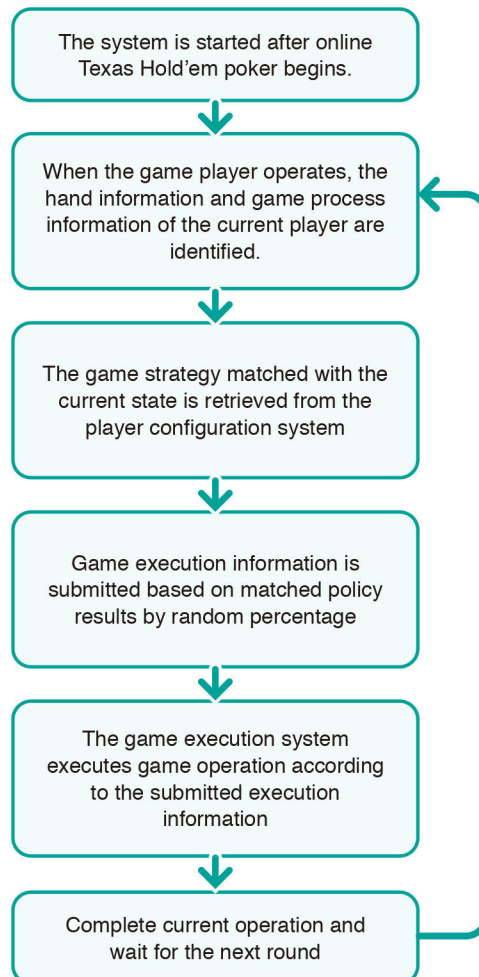 The system is started after online
Texas Hold’em poker begins.
When the game player operates, the
hand information and game process
information of the current player are
identified.
The game strategy matched with the
current state is retrieved from the
player configuration system
Game execution information is
submitted based on matched policy
results by random percentage
The game execution system
executes game operation according
to the submitted execution
information
Complete current operation and
wait for the next round